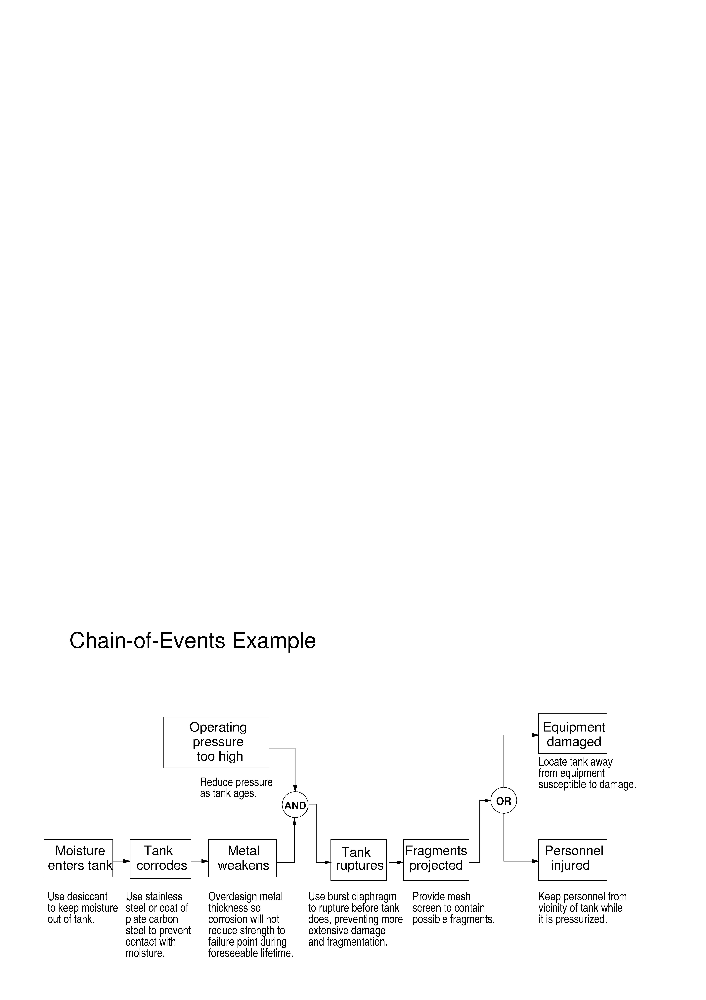 Chain-of-Events Example
Operating
pressure
too high
Reduce pressure
as tank ages.
AND
Equipment
damaged
Locate tank away
from equipment
susceptible to damage.
OR
Moisture
enters tank
Tank
corrodes
Metal
weakens
Tank
ruptures
Fragments
projected
Personnel
injured
Use desiccant
to keep moisture
out of tank.
Use stainless
steel or coat of
plate carbon
steel to prevent
contact with
moisture.
Overdesign metal
thickness so
corrosion will not
reduce strength to
failure point during
foreseeable lifetime.
Use burst diaphragm
to rupture before tank
does, preventing more
extensive damage
and fragmentation.
Provide mesh
screen to contain
possible fragments.
Keep personnel from
vicinity of tank while
it is pressurized.